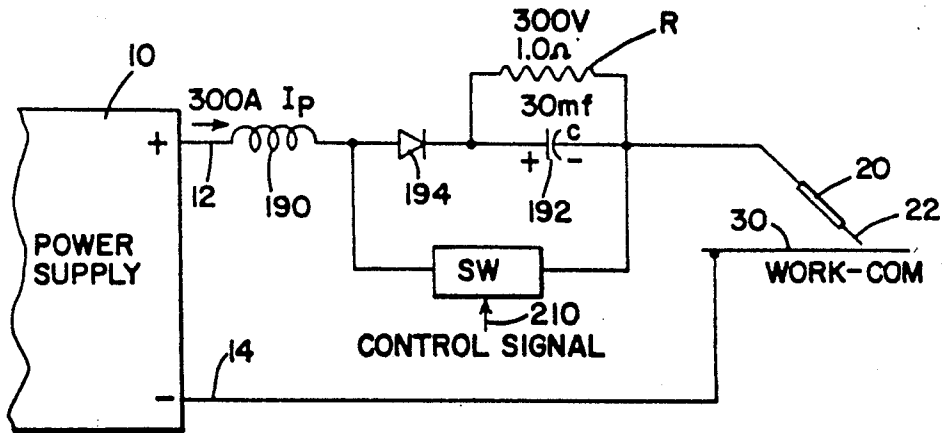 300V
R
10
1.0Ω
300A Ip
30mf
+
c
+ -
20
12
190
194
192
22
30
POWER
SUPPLY
SW
WORK-COM
210
CONTROL SIGNAL
14
-